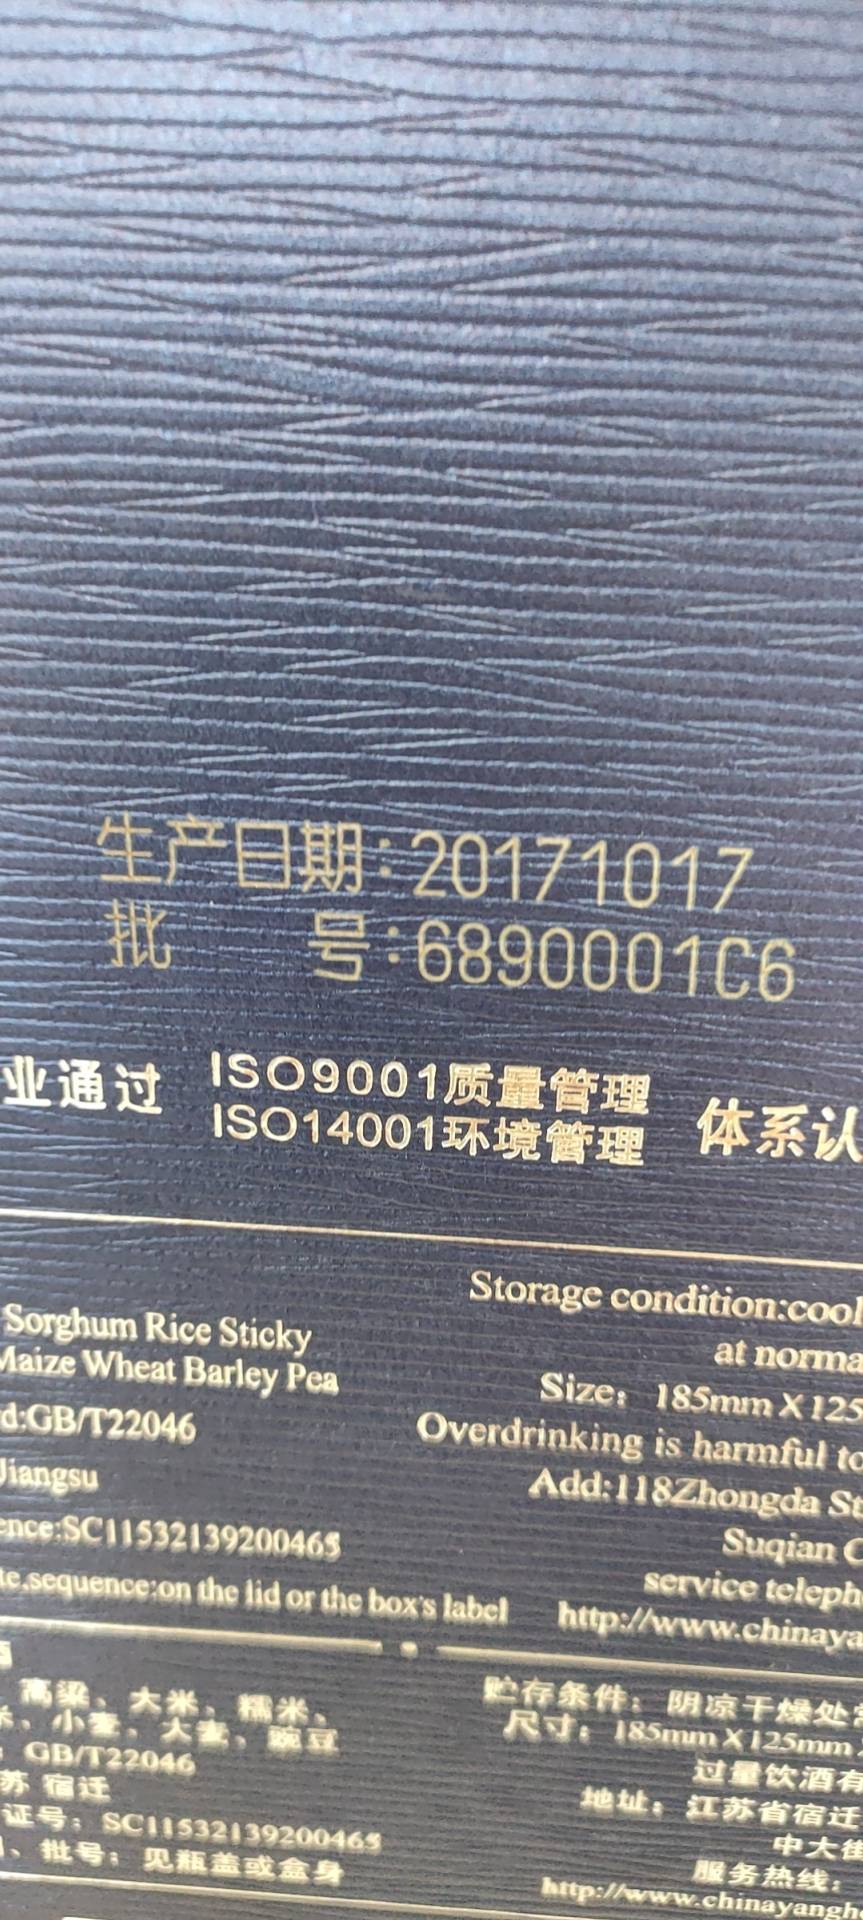 生产日期:20171017
批 号:6890001C6
业通过 ISO9001质量管理 体系认
ISO14001环境管理
Storage condition:cool
at norma
Sorghum Rice Sticky
Maize Wheat Barley Pea
Size: 185mm X 125
d:GB/T22046
Overdrinking is harmful to
Jiangsu
Add:118Zhongda St
ence:SC11532139200465
Suqian C
te.sequence:on the lid or the box's label
service teleph
http://www.chinaya
高粱、大米、糯米、
米、小麦、大麦、豌豆
: GB/T22046
苏 宿迁
证号: SC11532139200465
、批号: 见瓶盖或盒身
贮存条件: 阴凉干燥处常
尺寸: 185mm X 125mm
过量饮酒有
地址: 江苏省宿迁
中大街
服务热线:
http://www.chinayangh